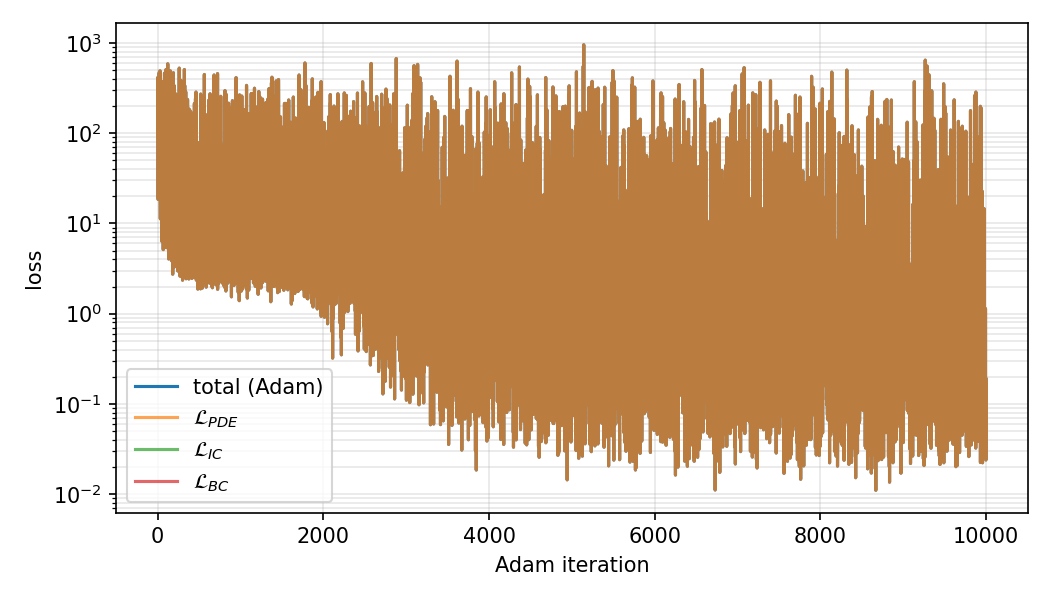 10³
10²
10¹
10⁰
10⁻¹
10⁻²
loss
total (Adam)
ℒ_PDE
ℒ_IC
ℒ_BC
0 2000 4000 6000 8000 10000
Adam iteration